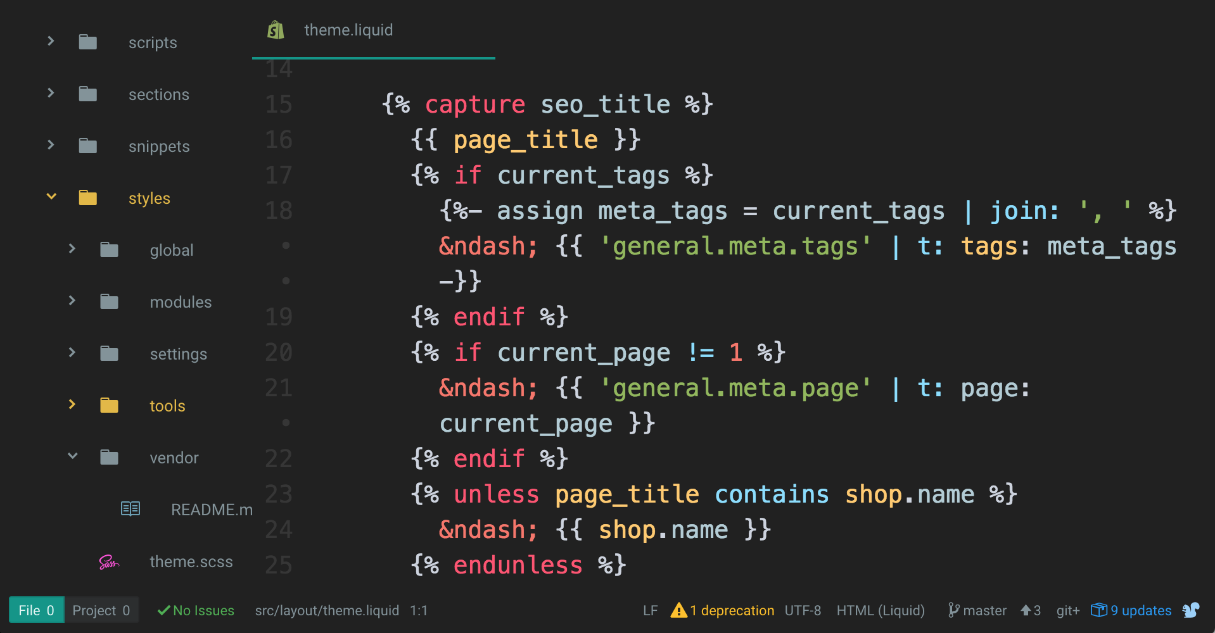 scripts
sections
snippets
styles
global
modules
settings
tools
vendor
README.m
theme.scss
theme.liquid
14
15 {% capture seo_title %}
16 {{ page_title }}
17 {% if current_tags %}
18 {%- assign meta_tags = current_tags | join: ', ' %}
• &ndash; {{ 'general.meta.tags' | t: tags: meta_tags
• -}}
19 {% endif %}
20 {% if current_page != 1 %}
21 &ndash; {{ 'general.meta.page' | t: page:
• current_page }}
22 {% endif %}
23 {% unless page_title contains shop.name %}
24 &ndash; {{ shop.name }}
25 {% endunless %}
File 0 Project 0 No Issues src/layout/theme.liquid 1:1 LF 1 deprecation UTF-8 HTML (Liquid) master 3 git+ 9 updates